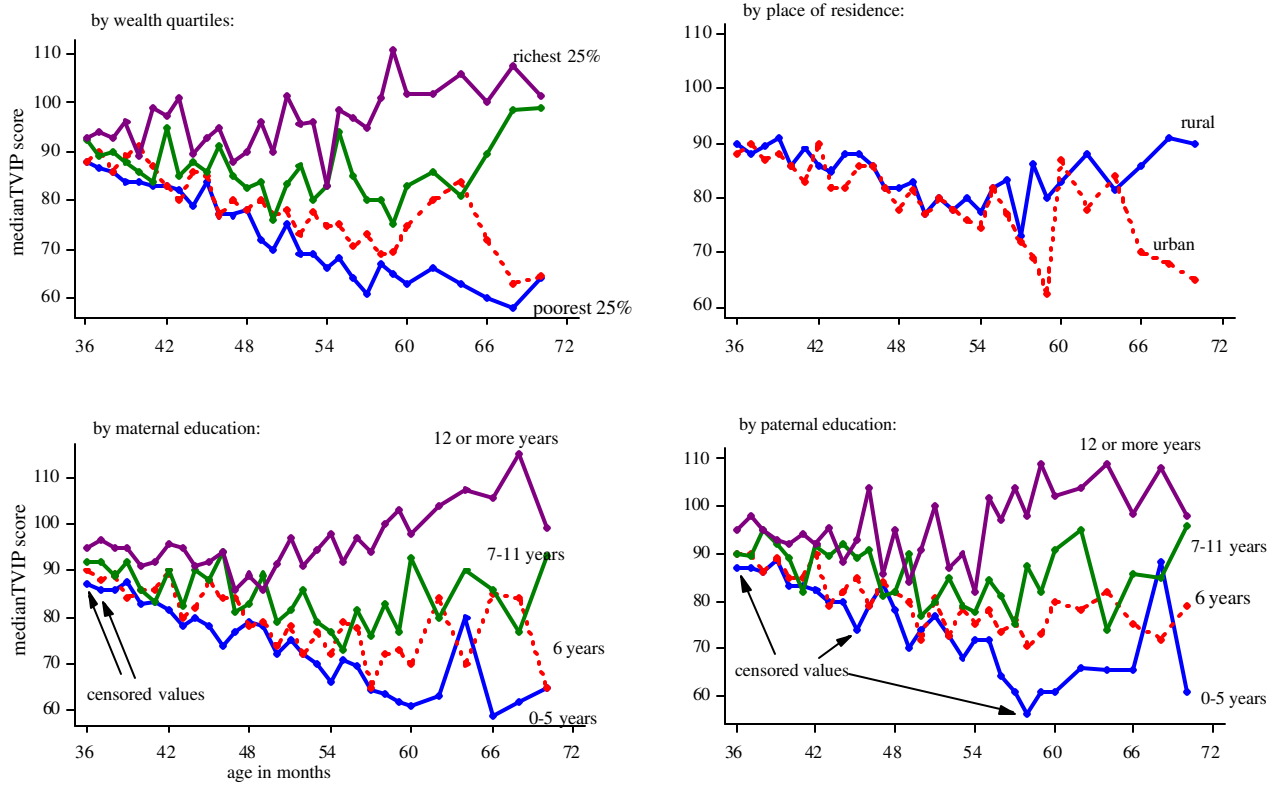 by wealth quartiles:
medianTVIP score
110
100
90
80
70
60
richest 25%
poorest 25%
36 42 48 54 60 66 72
by place of residence:
110
100
90
80
70
60
rural
urban
36 42 48 54 60 66 72
by maternal education:
medianTVIP score
110
100
90
80
70
60
12 or more years
7-11 years
6 years
0-5 years
censored values
36 42 48 54 60 66 72
age in months
by paternal education:
110
100
90
80
70
60
12 or more years
7-11 years
6 years
0-5 years
censored values
36 42 48 54 60 66 72